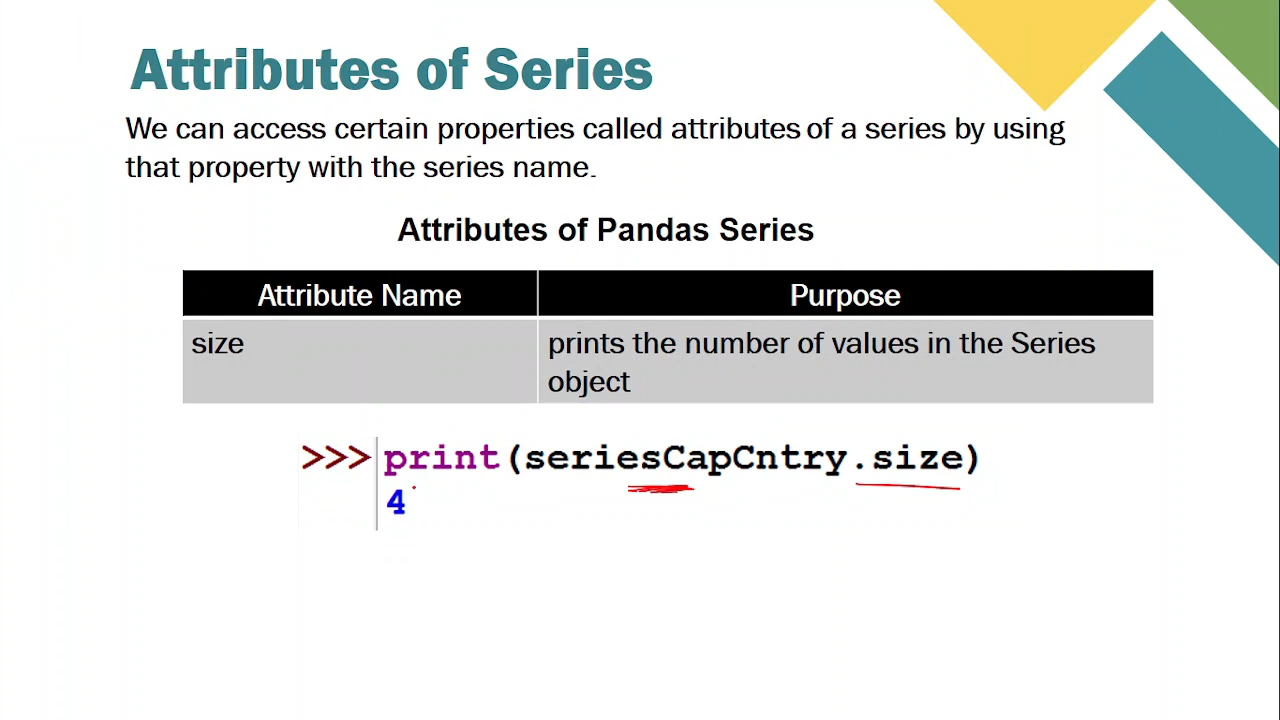 Attributes of Series
We can access certain properties called attributes of a series by using
that property with the series name.
Attributes of Pandas Series
Attribute Name Purpose
size prints the number of values in the Series
object
>>> print(seriesCapCntry.size)
4